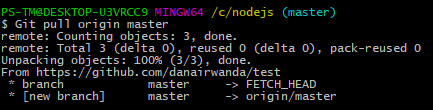 PS-TM@DESKTOP-U3VRCC9 MINGW64 /c/nodejs (master)
$ Git pull origin master
remote: Counting objects: 3, done.
remote: Total 3 (delta 0), reused 0 (delta 0), pack-reused 0
Unpacking objects: 100% (3/3), done.
From https://github.com/danairwanda/test
 * branch            master     -> FETCH_HEAD
 * [new branch]      master     -> origin/master